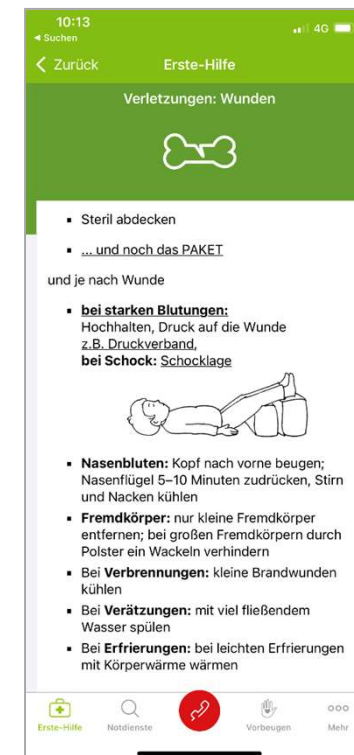 10:13
4G
◄ Suchen
Zurück
Erste-Hilfe
Verletzungen: Wunden
▪ Steril abdecken
▪ ... und noch das PAKET
und je nach Wunde
▪ bei starken Blutungen:
Hochhalten, Druck auf die Wunde
z.B. Druckverband,
bei Schock: Schocklage
▪ Nasenbluten: Kopf nach vorne beugen;
Nasenflügel 5–10 Minuten zudrücken, Stirn
und Nacken kühlen
▪ Fremdkörper: nur kleine Fremdkörper
entfernen; bei großen Fremdkörpern durch
Polster ein Wackeln verhindern
▪ Bei Verbrennungen: kleine Brandwunden
kühlen
▪ Bei Verätzungen: mit viel fließendem
Wasser spülen
▪ Bei Erfrierungen: bei leichten Erfrierungen
mit Körperwärme wärmen
Erste-Hilfe
Notdienste
Vorbeugen
Mehr